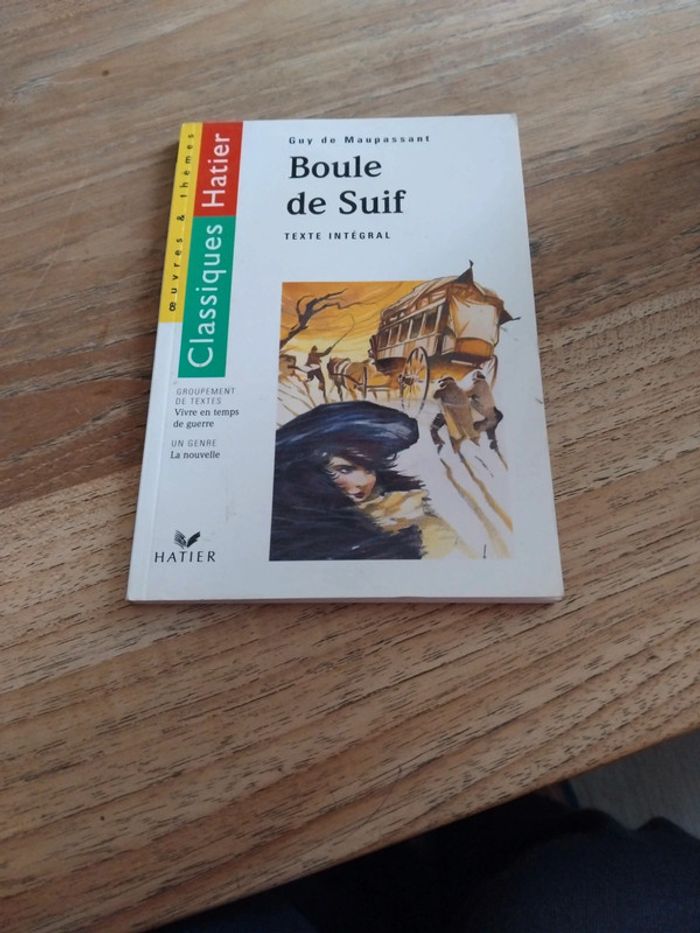 Guy de Maupassant
Boule
de Suif
TEXTE INTÉGRAL
œuvres & thèmes
Classiques Hatier
GROUPEMENT
DE TEXTES
Vivre en temps
de guerre
UN GENRE
La nouvelle
HATIER